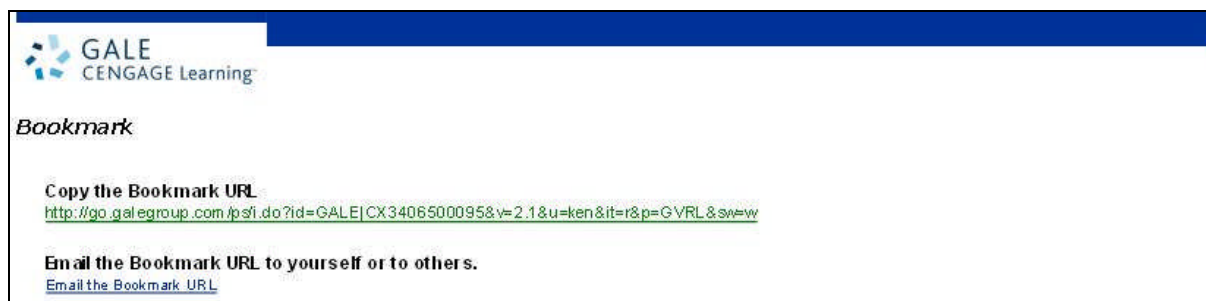 GALE
CENGAGE Learning™
Bookmark
Copy the Bookmark URL
http://go.galegroup.com/ps/i.do?id=GALE|CX3406500095&v=2.1&u=ken&it=r&p=GVRL&sw=w
Email the Bookmark URL to yourself or to others.
Email the Bookmark URL